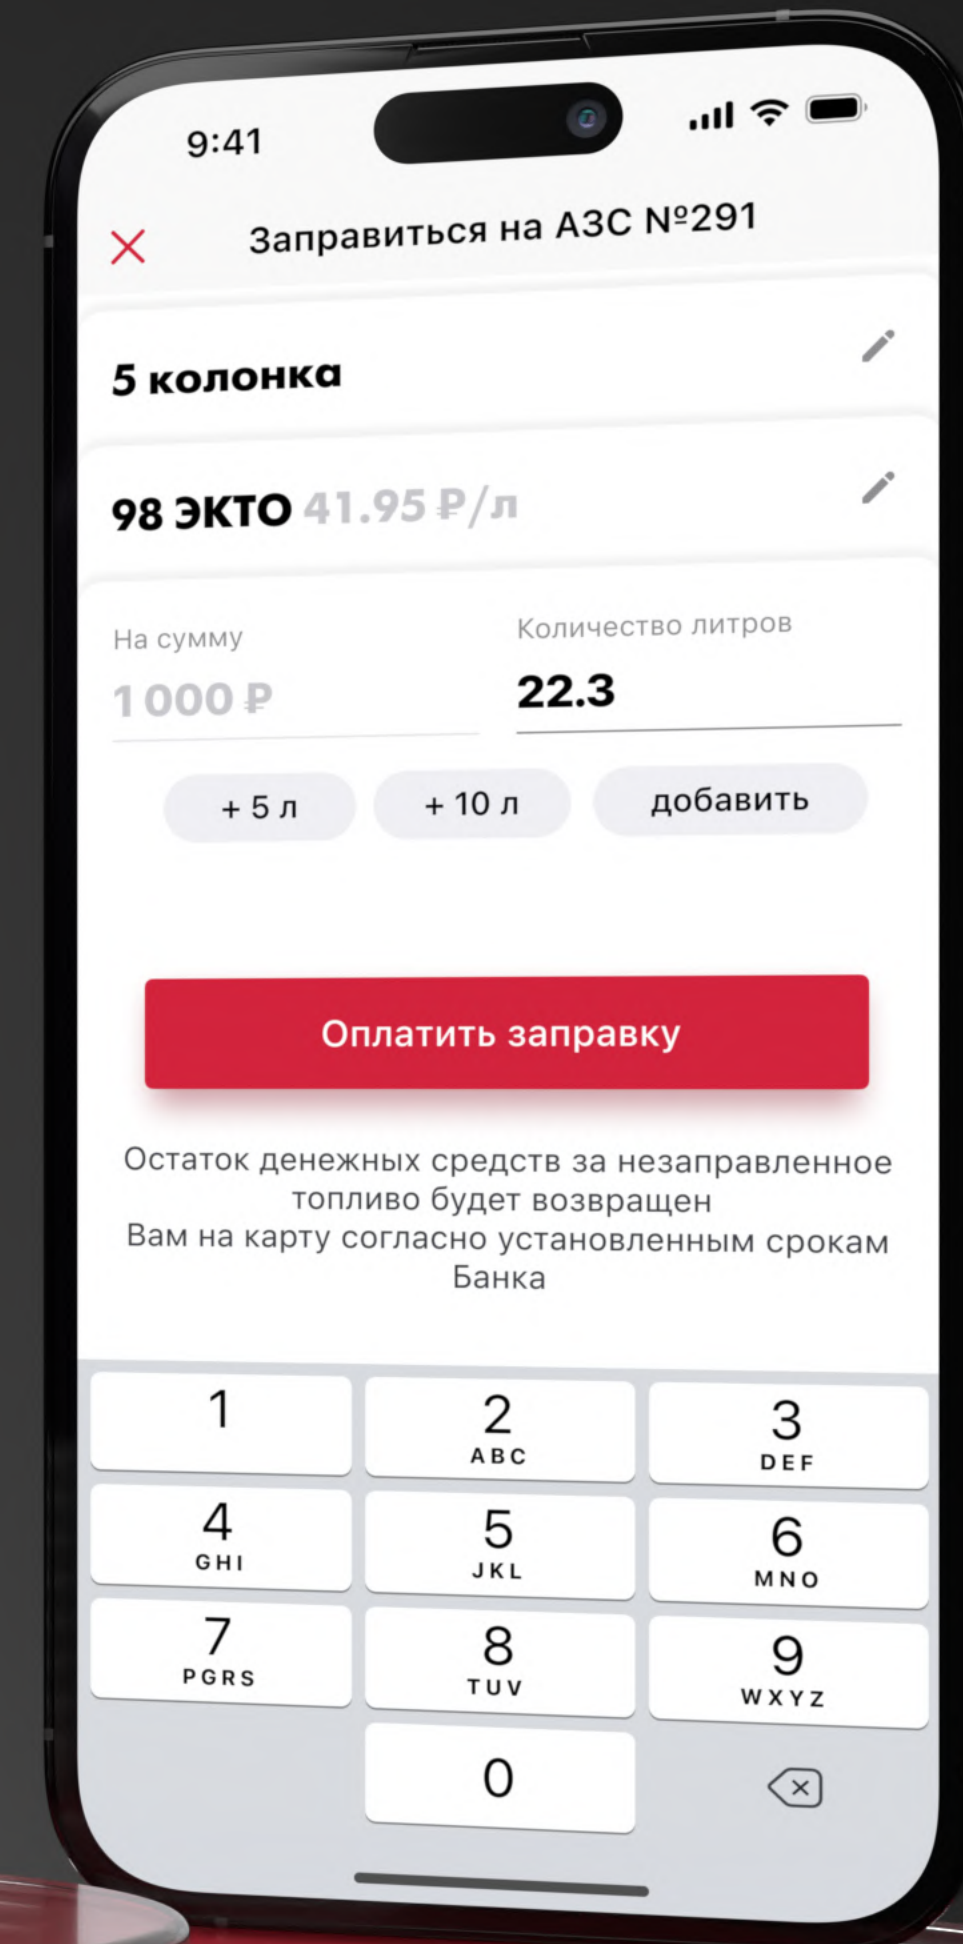 9:41
Заправиться на АЗС №291
5 колонка
98 ЭКТО 41.95 ₽/л
На сумму
Количество литров
1 000 ₽
22.3
+ 5 л
+ 10 л
добавить
Оплатить заправку
Остаток денежных средств за незаправленное
топливо будет возвращен
Вам на карту согласно установленным срокам
Банка
1
2
3
ABC
DEF
4
5
6
GHI
JKL
MNO
7
8
9
PGRS
TUV
WXYZ
0